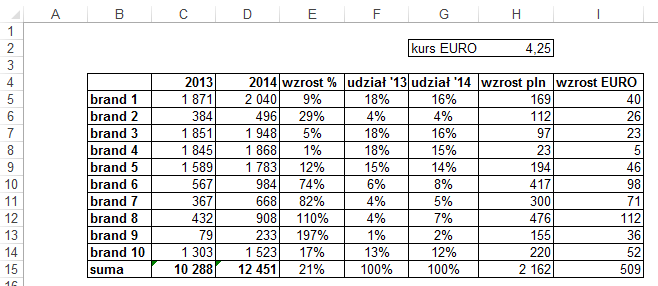 A B C D E F G H I
1
2 kurs EURO 4,25
3
4 2013 2014 wzrost % udział '13 udział '14 wzrost pln wzrost EURO
5 brand 1 1 871 2 040 9% 18% 16% 169 40
6 brand 2 384 496 29% 4% 4% 112 26
7 brand 3 1 851 1 948 5% 18% 16% 97 23
8 brand 4 1 845 1 868 1% 18% 15% 23 5
9 brand 5 1 589 1 783 12% 15% 14% 194 46
10 brand 6 567 984 74% 6% 8% 417 98
11 brand 7 367 668 82% 4% 5% 300 71
12 brand 8 432 908 110% 4% 7% 476 112
13 brand 9 79 233 197% 1% 2% 155 36
14 brand 10 1 303 1 523 17% 13% 12% 220 52
15 suma 10 288 12 451 21% 100% 100% 2 162 509